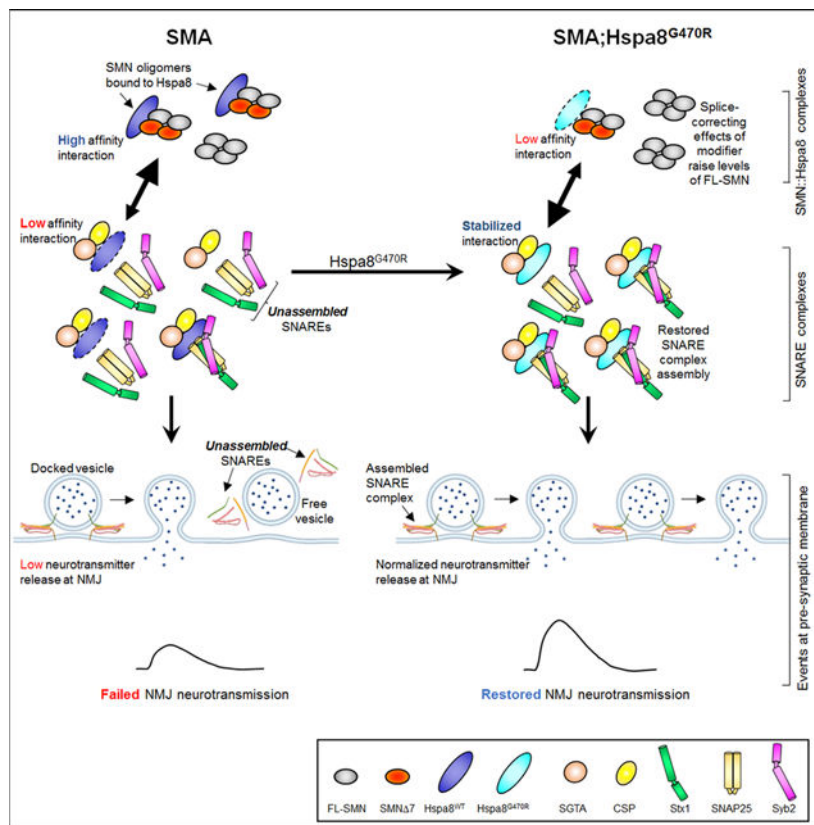 SMA
SMA;Hspa8G470R
SMN oligomers
bound to Hspa8
High affinity
interaction
Low affinity
interaction
Splice-
correcting
effects of
modifier
raise levels
of FL-SMN
SMN::Hspa8 complexes
Low affinity
interaction
Hspa8G470R
Unassembled
SNAREs
Stabilized
interaction
Restored
SNARE
complex
assembly
SNARE complexes
Docked vesicle
Unassembled
SNAREs
Free
vesicle
Low neurotransmitter
release at NMJ
Assembled
SNARE
complex
Normalized neurotransmitter
release at NMJ
Events at pre-synaptic membrane
Failed NMJ neurotransmission
Restored NMJ neurotransmission
FL-SMN
SMNΔ7
Hspa8WT
Hspa8G470R
SGTA
CSP
Stx1
SNAP25
Syb2